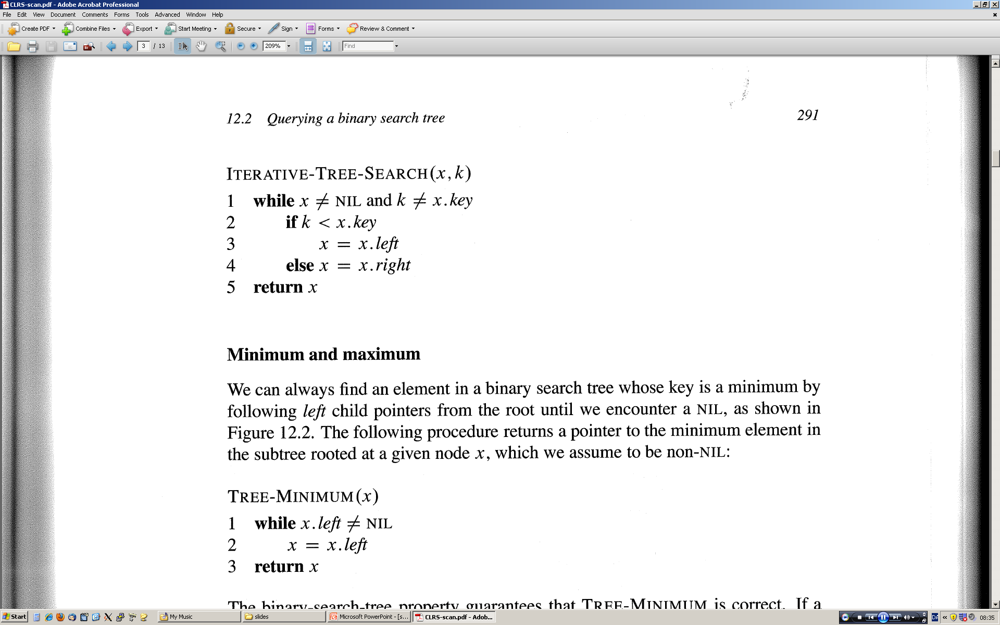 CLRS-scan.pdf - Adobe Acrobat Professional
File Edit View Document Comments Forms Tools Advanced Window Help
Create PDF Combine Files Export Start Meeting Secure Sign Forms Review & Comment
3 / 13 209% Find
12.2 Querying a binary search tree 291
ITERATIVE-TREE-SEARCH(x, k)
1 while x ≠ NIL and k ≠ x.key
2 if k < x.key
3 x = x.left
4 else x = x.right
5 return x
Minimum and maximum
We can always find an element in a binary search tree whose key is a minimum by
following left child pointers from the root until we encounter a NIL, as shown in
Figure 12.2. The following procedure returns a pointer to the minimum element in
the subtree rooted at a given node x, which we assume to be non-NIL:
TREE-MINIMUM(x)
1 while x.left ≠ NIL
2 x = x.left
3 return x
The binary-search-tree property guarantees that TREE-MINIMUM is correct. If a
Start My Music slides Microsoft PowerPoint - [s... CLRS-scan.pdf - Adob... DA « 08:35